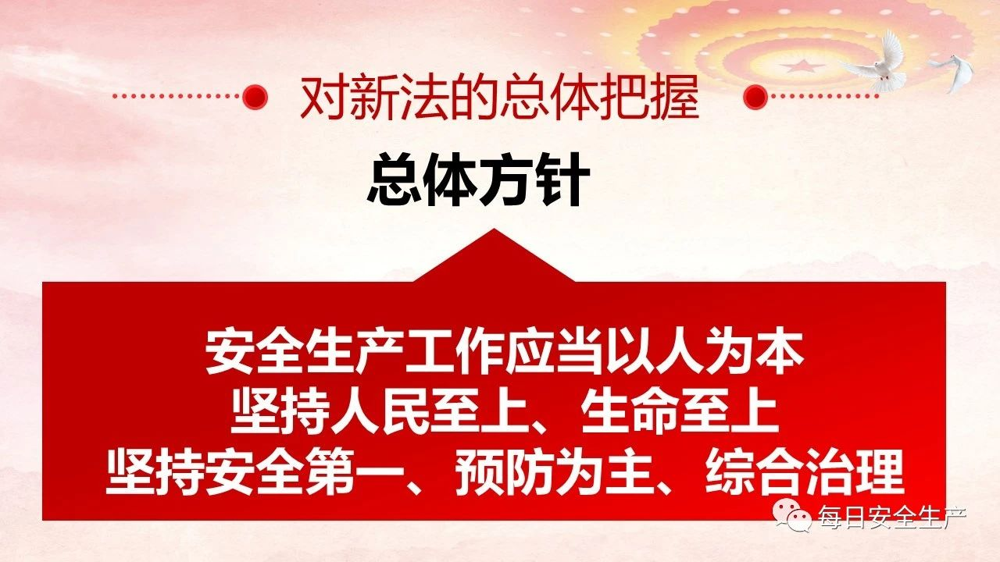 对新法的总体把握
总体方针
安全生产工作应当以人为本
坚持人民至上、生命至上
坚持安全第一、预防为主、综合治理
每日安全生产